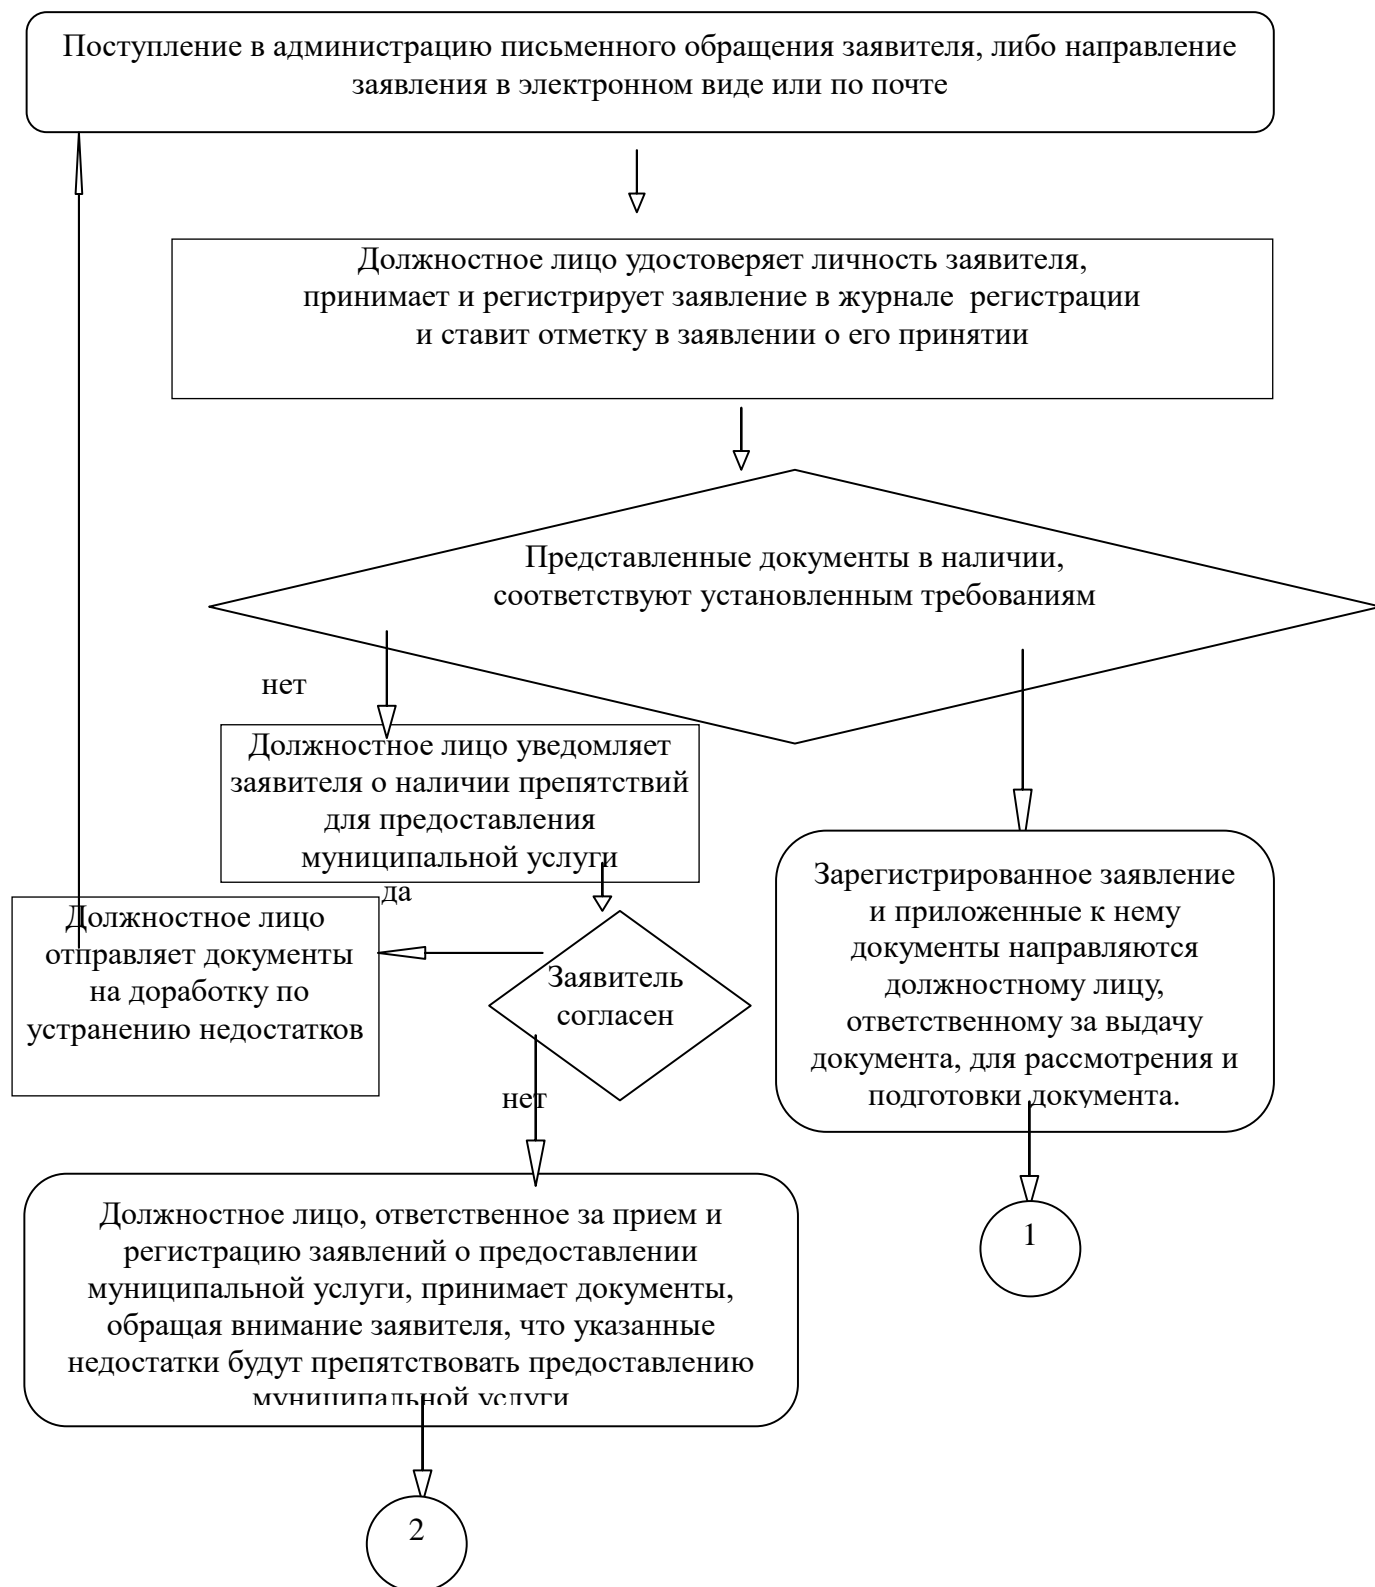 Поступление в администрацию письменного обращения заявителя, либо направление
заявления в электронном виде или по почте
Должностное лицо удостоверяет личность заявителя,
принимает и регистрирует заявление в журнале регистрации
и ставит отметку в заявлении о его принятии
Представленные документы в наличии,
соответствуют установленным требованиям
нет
Должностное лицо уведомляет
заявителя о наличии препятствий
для предоставления
муниципальной услуги
да
Должностное лицо
отправляет документы
на доработку по
устранению недостатков
Заявитель
согласен
нет
Зарегистрированное заявление
и приложенные к нему
документы направляются
должностному лицу,
ответственному за выдачу
документа, для рассмотрения и
подготовки документа.
1
Должностное лицо, ответственное за прием и
регистрацию заявлений о предоставлении
муниципальной услуги, принимает документы,
обращая внимание заявителя, что указанные
недостатки будут препятствовать предоставлению
муниципальной услуги
2